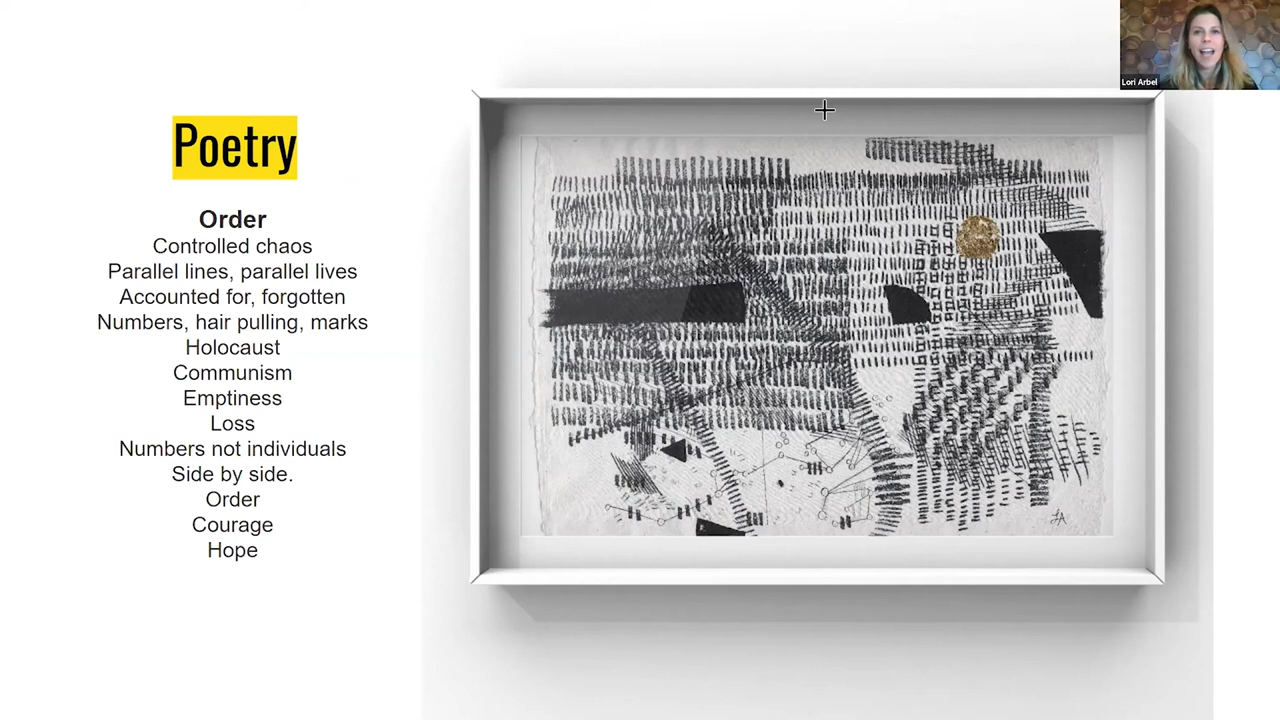 Lori Arbel
Poetry
Order
Controlled chaos
Parallel lines, parallel lives
Accounted for, forgotten
Numbers, hair pulling, marks
Holocaust
Communism
Emptiness
Loss
Numbers not individuals
Side by side.
Order
Courage
Hope
LA